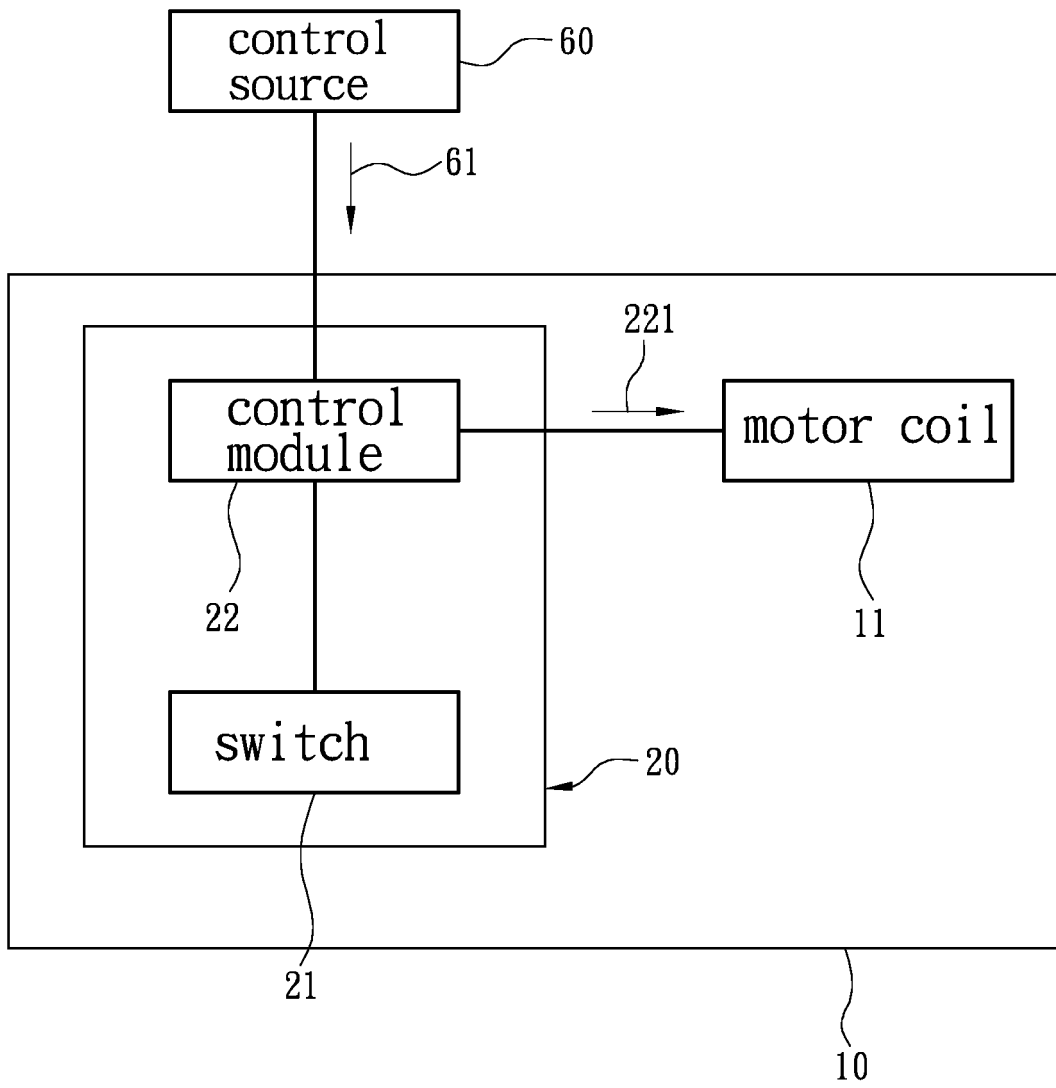 control
source
60
61
221
control
module
motor coil
22
11
switch
20
21
10